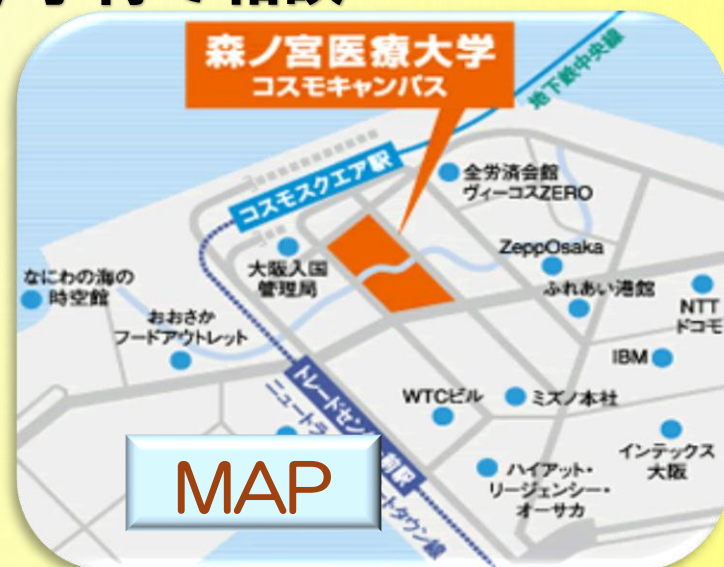 森ノ宮医療大学
コスモキャンパス
地下鉄中央線
コスモスクエア駅
全労済会館
ヴィーコスZERO
ZeppOsaka
大阪入国
管理局
なにわの海の
時空館
ふれあい港館
NTT
ドコモ
おおさか
フードアウトレット
IBM
WTCビル
ミズノ本社
インテックス
大阪
ハイアット・
リージェンシー・
オーサカ
MAP